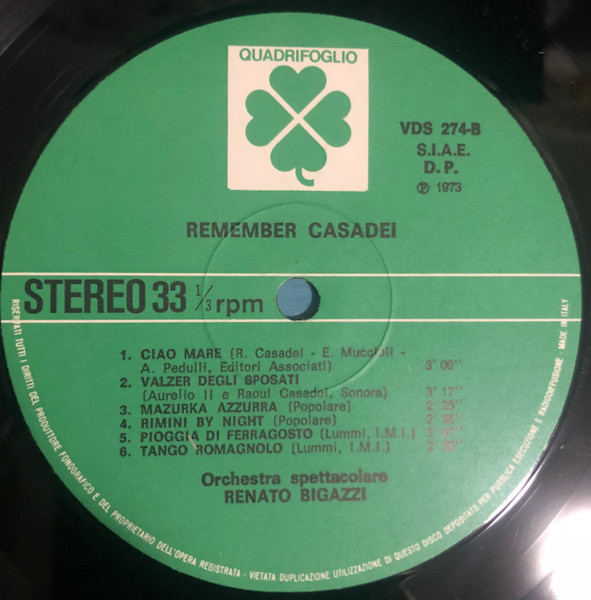 QUADRIFOGLIO
VDS 274-B
S.I.A.E.
D.P.
Ⓟ 1973
REMEMBER CASADEI
STEREO 33 1/3 rpm
1. CIAO MARE (R. Casadei - E. Muccioli -
A. Pedulli, Editori Associati) 3' 00"
2. VALZER DEGLI SPOSATI
(Aurelio II e Raoul Casadei, Sonora) 3' 17"
3. MAZURKA AZZURRA (Popolare) 2' 25"
4. RIMINI BY NIGHT (Popolare)
5. PIOGGIA DI FERRAGOSTO (Lummi, I.M.I.)
6. TANGO ROMAGNOLO (Lummi, I.M.I.)
Orchestra spettacolare
RENATO BIGAZZI
RISERVATI TUTTI I DIRITTI DEL PRODUTTORE FONOGRAFICO E DEL PROPRIETARIO DELL'OPERA REGISTRATA - VIETATA DUPLICAZIONE UTILIZZAZIONE DI QUESTO DISCO DEPOSITATO PER PUBBLICA ESECUZIONE E RADIODIFFUSIONE - MADE IN ITALY